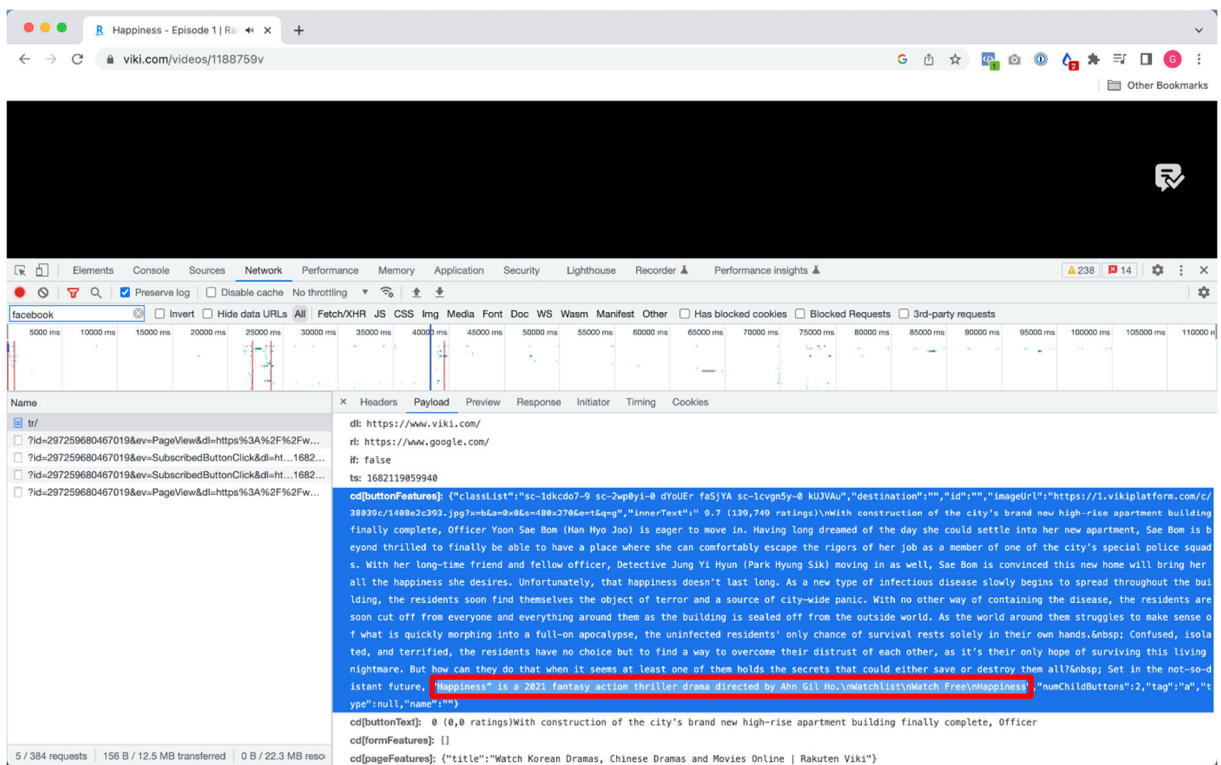 Happiness - Episode 1 | Ra
viki.com/videos/1188759v
G
Other Bookmarks
Elements Console Sources Network Performance Memory Application Security Lighthouse Recorder Performance insights 238 14
Preserve log Disable cache No throttling
facebook Invert Hide data URLs All Fetch/XHR JS CSS Img Media Font Doc WS Wasm Manifest Other Has blocked cookies Blocked Requests 3rd-party requests
5000 ms 10000 ms 15000 ms 20000 ms 25000 ms 30000 ms 35000 ms 40000 ms 45000 ms 50000 ms 55000 ms 60000 ms 65000 ms 70000 ms 75000 ms 80000 ms 85000 ms 90000 ms 95000 ms 100000 ms 105000 ms 110000 n
Name
× Headers Payload Preview Response Initiator Timing Cookies
tr/
?id=297259680467019&ev=PageView&dl=https%3A%2F%2Fw...
?id=297259680467019&ev=SubscribedButtonClick&dl=ht...1682...
?id=297259680467019&ev=SubscribedButtonClick&dl=ht...1682...
?id=297259680467019&ev=PageView&dl=https%3A%2F%2Fw...
dl: https://www.viki.com/
rl: https://www.google.com/
if: false
ts: 1682119059940
cd[buttonFeatures]: {"classList":"sc-1dkcdo7-9 sc-2wp0yi-0 dYoUEr faSjYA sc-1cvgn5y-0 kUJVAu","destination":"","id":"","imageUrl":"https://1.vikiplatform.com/c/
38039c/1408e2c393.jpg?x=b&a=0x0&s=480x270&e=t&q=g","innerText":" 9.7 (139,749 ratings)\nWith construction of the city's brand new high-rise apartment building
finally complete, Officer Yoon Sae Bom (Han Hyo Joo) is eager to move in. Having long dreamed of the day she could settle into her new apartment, Sae Bom is b
eyond thrilled to finally be able to have a place where she can comfortably escape the rigors of her job as a member of one of the city's special police squad
s. With her long-time friend and fellow officer, Detective Jung Yi Hyun (Park Hyung Sik) moving in as well, Sae Bom is convinced this new home will bring her
all the happiness she desires. Unfortunately, that happiness doesn't last long. As a new type of infectious disease slowly begins to spread throughout the bui
lding, the residents soon find themselves the object of terror and a source of city-wide panic. With no other way of containing the disease, the residents are
soon cut off from everyone and everything around them as the building is sealed off from the outside world. As the world around them struggles to make sense o
f what is quickly morphing into a full-on apocalypse, the uninfected residents' only chance of survival rests solely in their own hands.&nbsp; Confused, isola
ted, and terrified, the residents have no choice but to find a way to overcome their distrust of each other, as it's their only hope of surviving this living
nightmare. But how can they do that when it seems at least one of them holds the secrets that could either save or destroy them all?&nbsp; Set in the not-so-d
istant future, "Happiness" is a 2021 fantasy action thriller drama directed by Ahn Gil Ho.\nWatchlist\nWatch Free\nHappiness","numChildButtons":2,"tag":"a","t
ype":null,"name":""}
cd[buttonText]: 0 (0,0 ratings)With construction of the city's brand new high-rise apartment building finally complete, Officer
cd[formFeatures]: []
cd[pageFeatures]: {"title":"Watch Korean Dramas, Chinese Dramas and Movies Online | Rakuten Viki"}
5 / 384 requests 156 B / 12.5 MB transferred 0 B / 22.3 MB reso